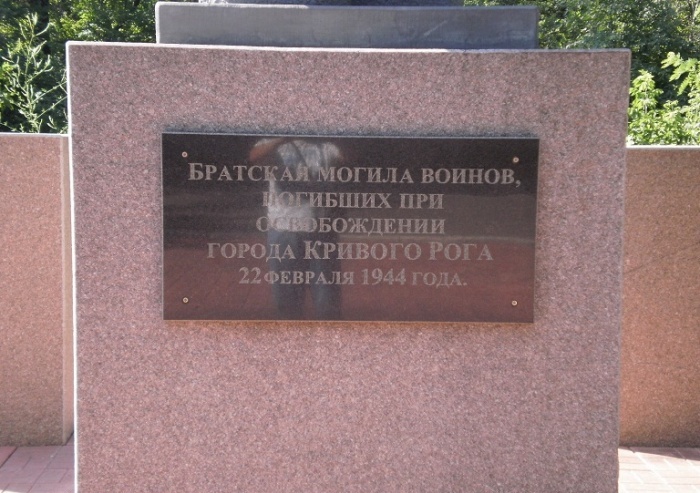 Братская могила воинов,
погибших при
освобождении
города Кривого Рога
22 февраля 1944 года.